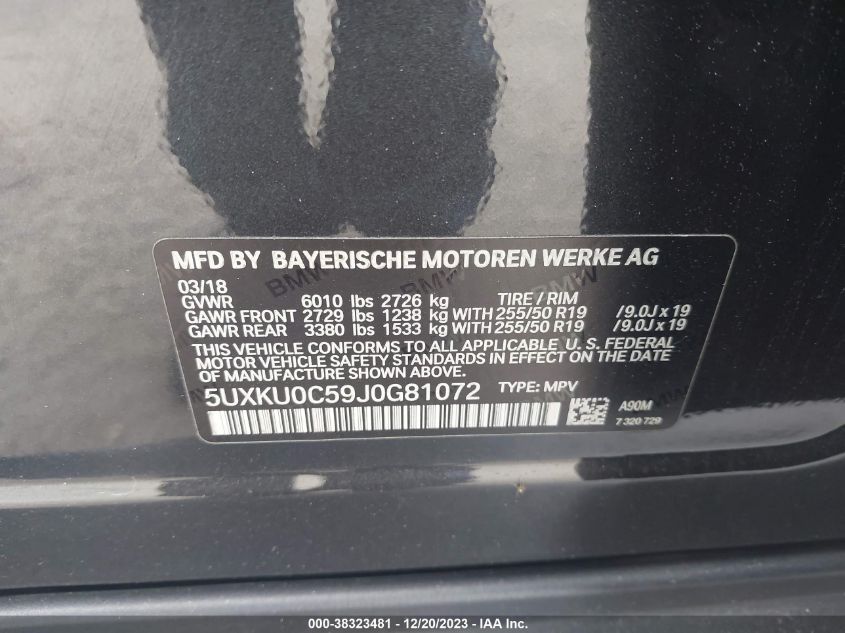 MFD BY BAYERISCHE MOTOREN WERKE AG
03/18
GVWR 6010 lbs 2726 kg TIRE / RIM
GAWR FRONT 2729 lbs 1238 kg WITH 255/50 R19 /9.0J x 19
GAWR REAR 3380 lbs 1533 kg WITH 255/50 R19 /9.0J x 19
THIS VEHICLE CONFORMS TO ALL APPLICABLE U. S. FEDERAL
MOTOR VEHICLE SAFETY STANDARDS IN EFFECT ON THE DATE
OF MANUFACTURE SHOWN ABOVE.
5UXKU0C59J0G81072 TYPE: MPV
A90M
7 320 729
000-38323481 - 12/20/2023 - IAA Inc.